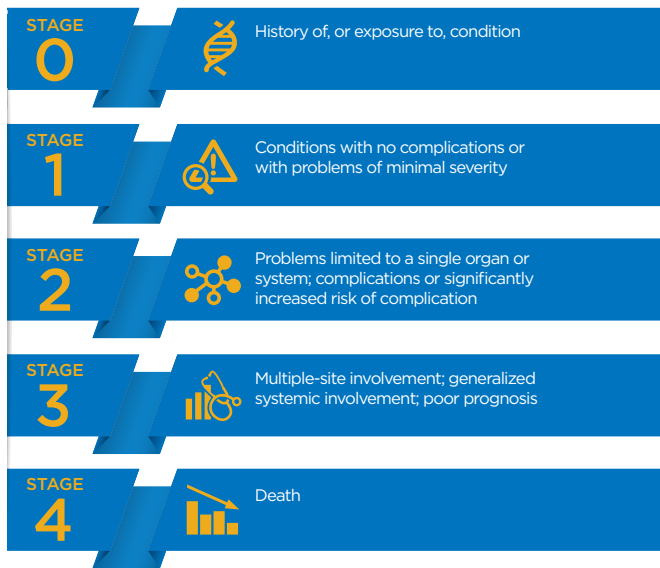 STAGE
0
History of, or exposure to, condition
STAGE
1
Conditions with no complications or
with problems of minimal severity
STAGE
2
Problems limited to a single organ or
system; complications or significantly
increased risk of complication
STAGE
3
Multiple-site involvement; generalized
systemic involvement; poor prognosis
STAGE
4
Death